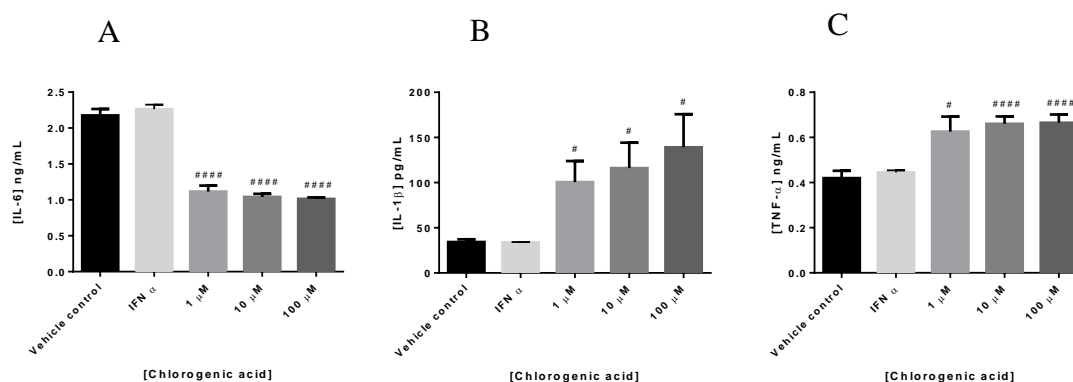 A
[IL-6] ng/mL
2.5
2.0
1.5
1.0
0.5
0.0
####
####
####
Vehicle control
IFN α
1 μM
10 μM
100 μM
[Chlorogenic acid]
B
[IL-1β] pg/mL
200
150
100
50
0
#
#
#
Vehicle control
IFN α
1 μM
10 μM
100 μM
[Chlorogenic acid]
C
[TNF-α] ng/mL
0.8
0.6
0.4
0.2
0.0
#
####
####
Vehicle control
IFN α
1 μM
10 μM
100 μM
[Chlorogenic acid]